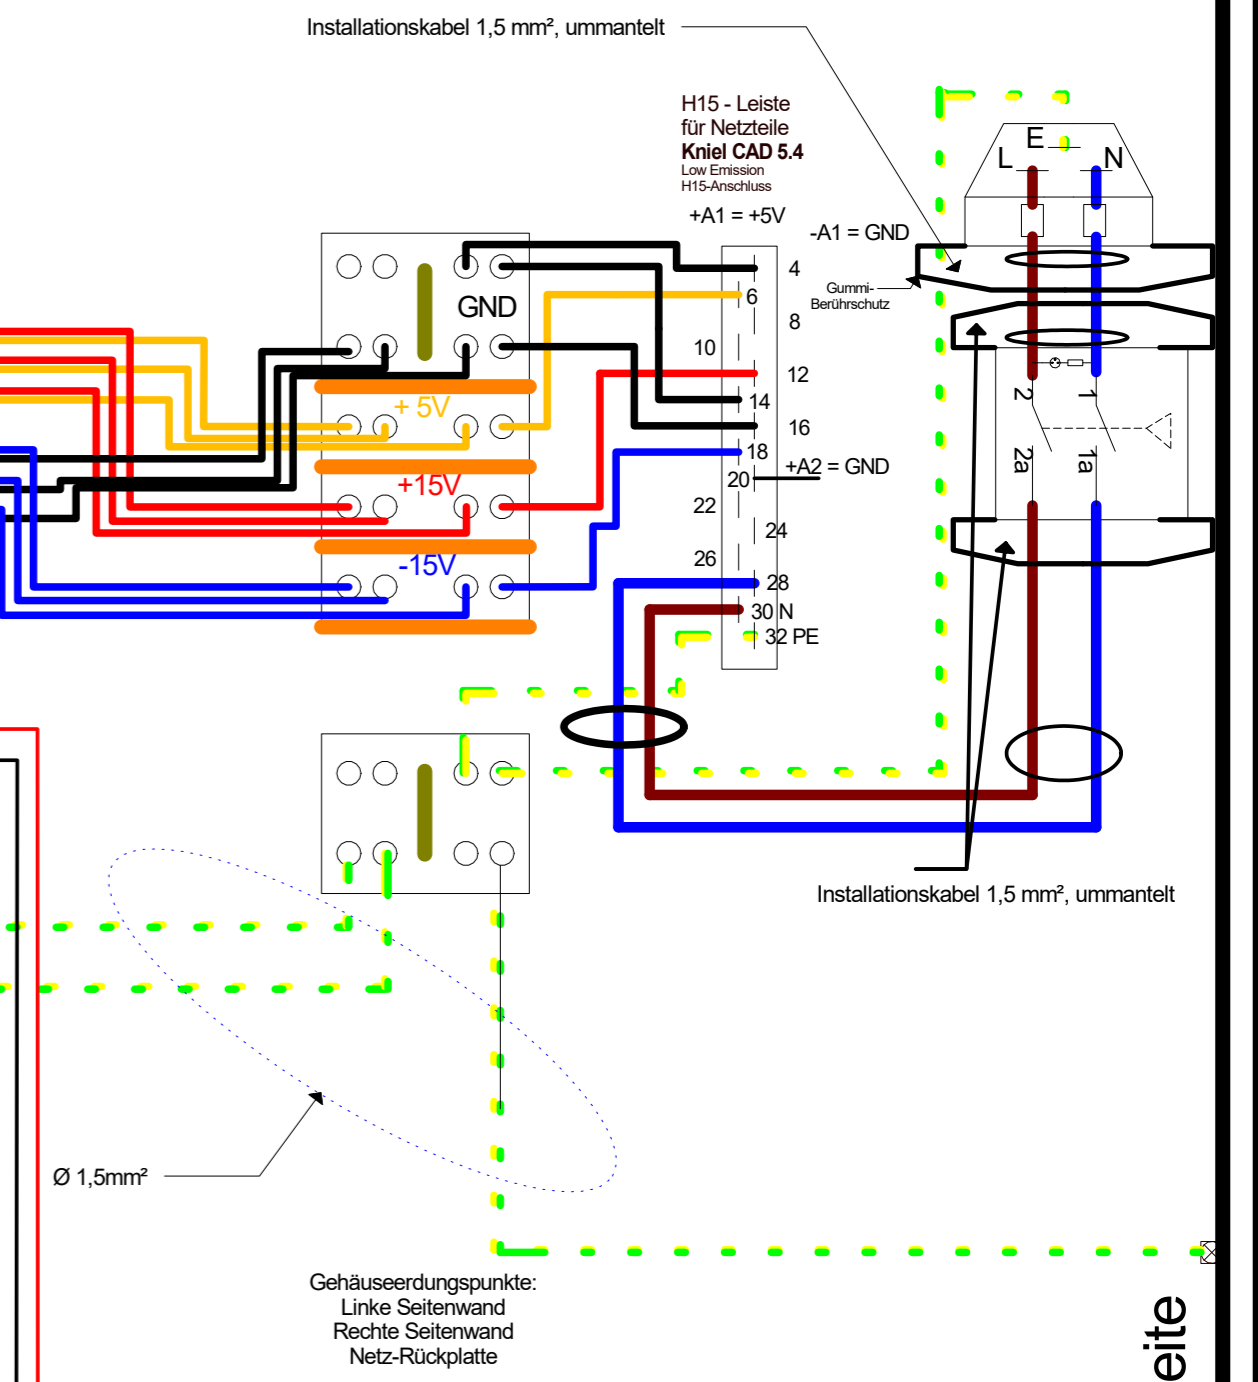 Installationskabel 1,5 mm², ummantelt
H15 - Leiste
für Netzteile
Kniel CAD 5.4
Low Emission
H15-Anschluss
+A1 = +5V
-A1 = GND
E
L
N
Gummi-
Berührschutz
GND
4
6
8
10
12
14
16
18
+A2 = GND
20
22
24
26
28
30 N
32 PE
+ 5V
+15V
-15V
2
1
2a
1a
Installationskabel 1,5 mm², ummantelt
Ø 1,5mm²
Gehäuseerdungspunkte:
Linke Seitenwand
Rechte Seitenwand
Netz-Rückplatte
eite